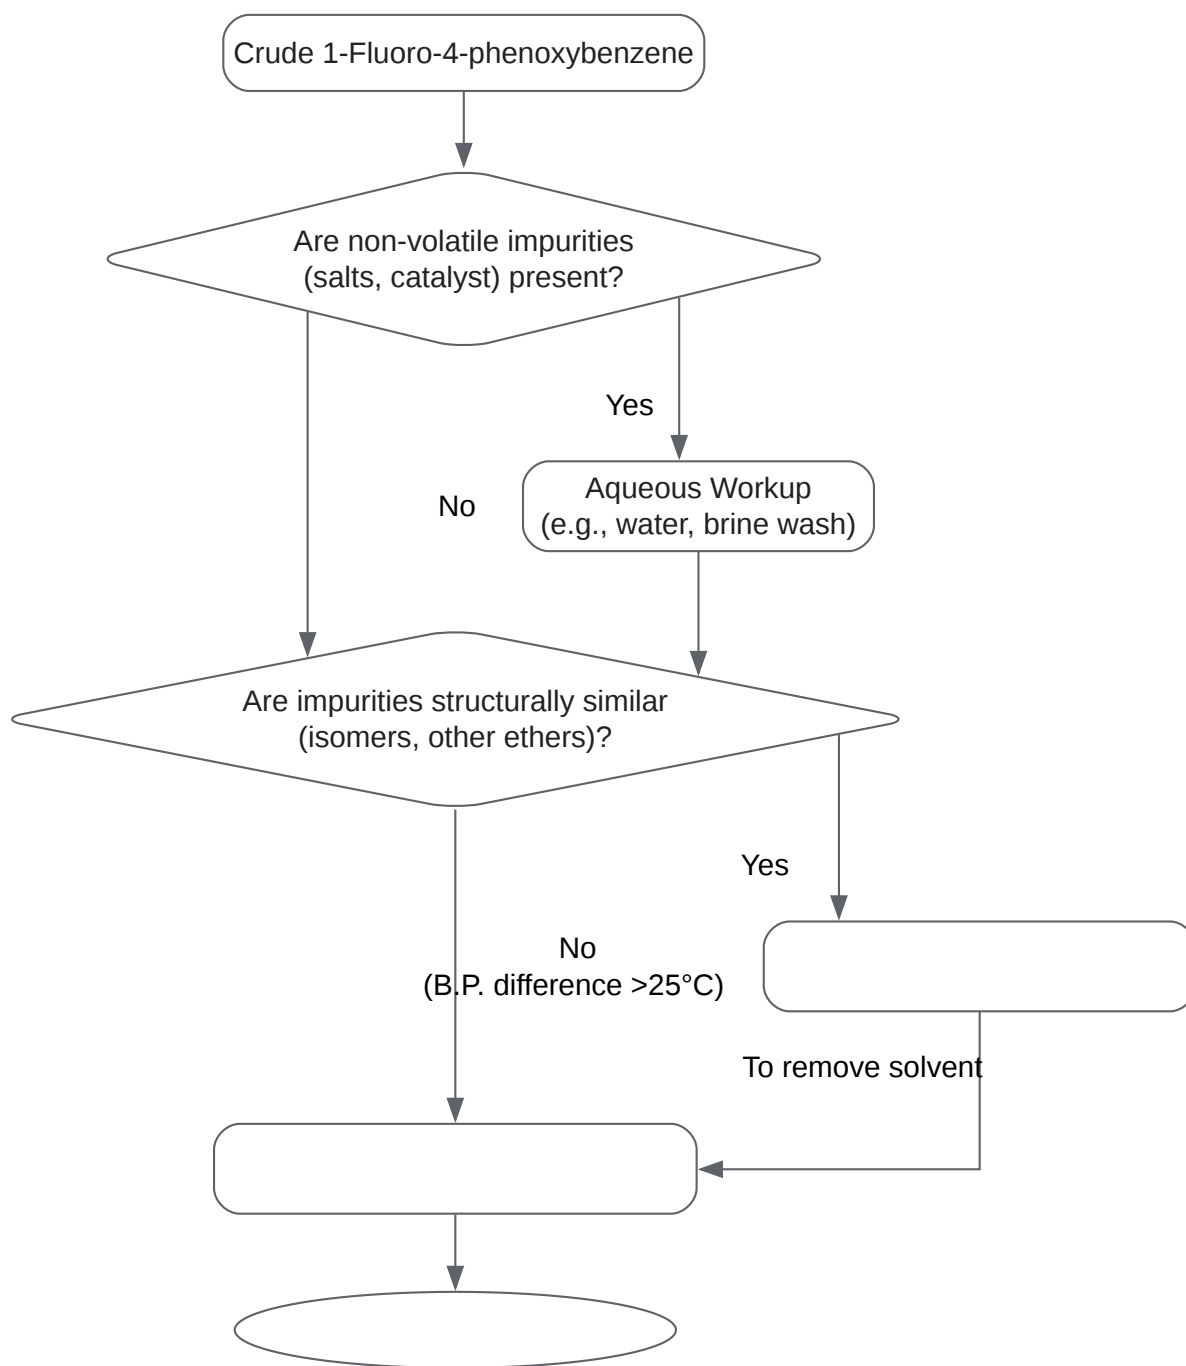 Crude 1-Fluoro-4-phenoxybenzene
Are non-volatile impurities
(salts, catalyst) present?
Yes
Aqueous Workup
(e.g., water, brine wash)
No
Are impurities structurally similar
(isomers, other ethers)?
Yes
No
(B.P. difference >25°C)
To remove solvent